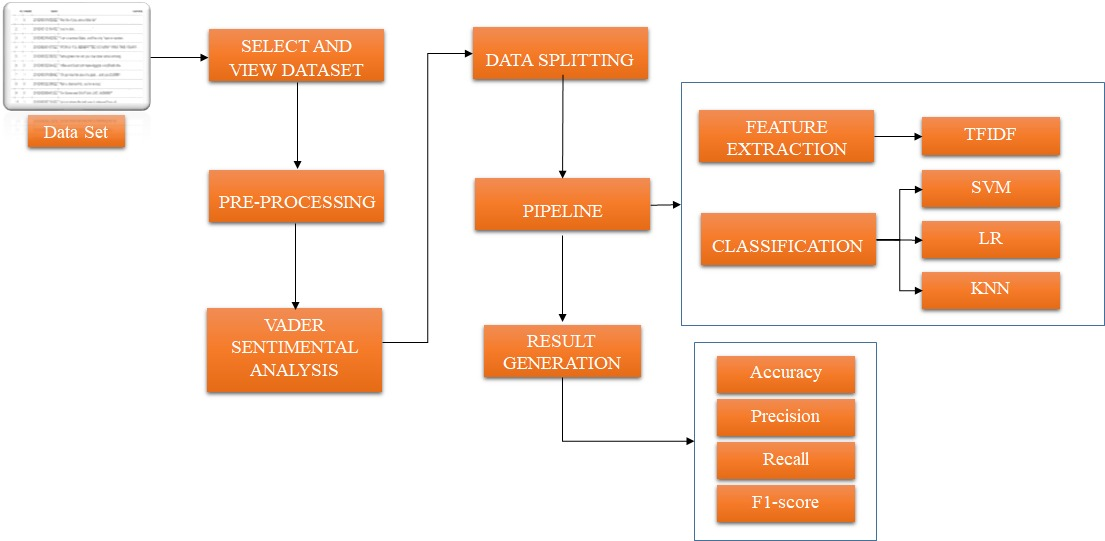 Data Set
SELECT AND
VIEW DATASET
PRE-PROCESSING
VADER
SENTIMENTAL
ANALYSIS
DATA SPLITTING
PIPELINE
RESULT
GENERATION
FEATURE
EXTRACTION
TFIDF
CLASSIFICATION
SVM
LR
KNN
Accuracy
Precision
Recall
F1-score